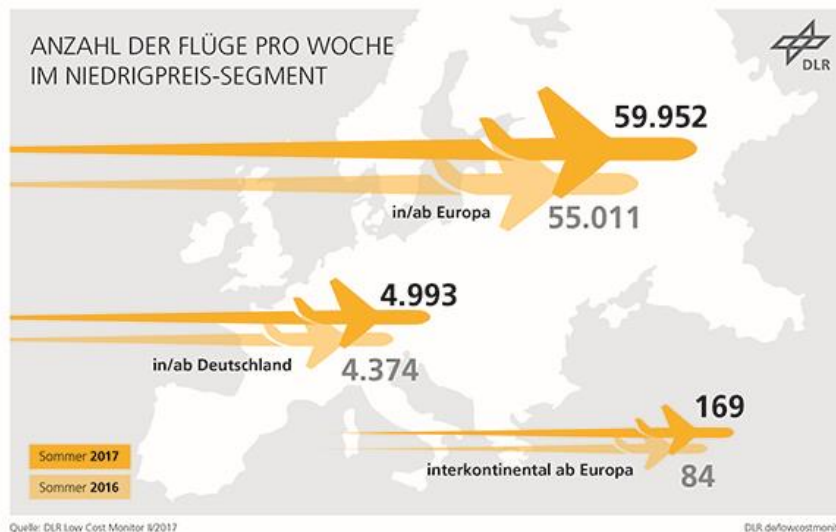 ANZAHL DER FLÜGE PRO WOCHE
IM NIEDRIGPREIS-SEGMENT
DLR
59.952
in/ab Europa
55.011
4.993
in/ab Deutschland
4.374
169
interkontinental ab Europa
84
Sommer 2017
Sommer 2016
Quelle: DLR Low Cost Monitor II/2017